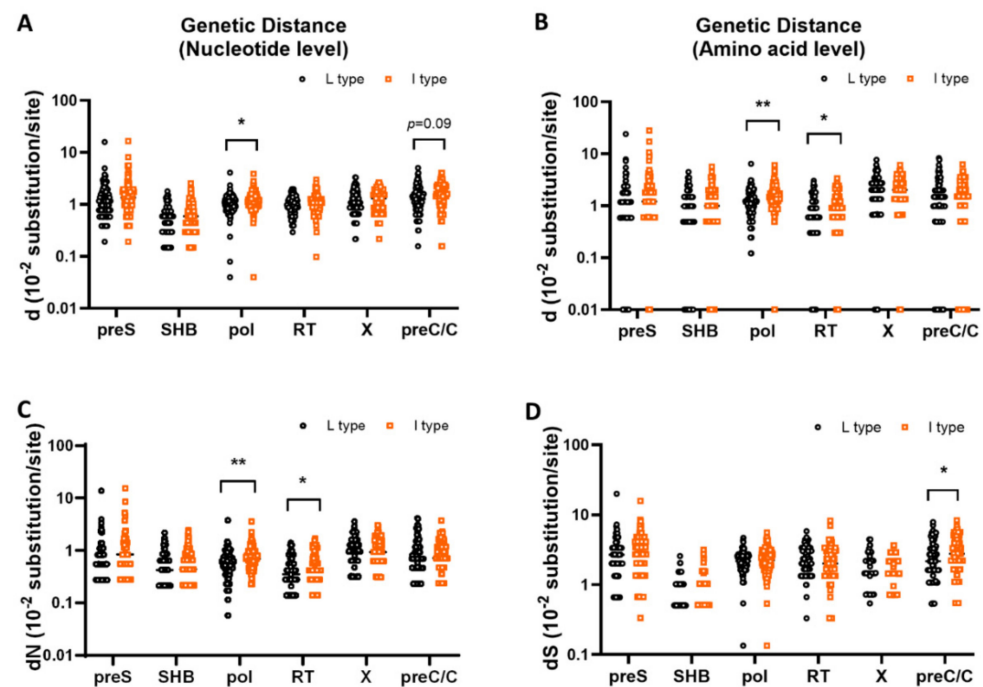 A
Genetic Distance
(Nucleotide level)
L type I type
d (10-2 substitution/site)
100
10
1
0.1
0.01
*
p=0.09
preS SHB pol RT X preC/C
B
Genetic Distance
(Amino acid level)
L type I type
d (10-2 substitution/site)
100
10
1
0.1
0.01
**
*
preS SHB pol RT X preC/C
C
L type I type
dN (10-2 substitution/site)
100
10
1
0.1
0.01
**
*
preS SHB pol RT X preC/C
D
L type I type
dS (10-2 substitution/site)
100
10
1
0.1
*
preS SHB pol RT X preC/C